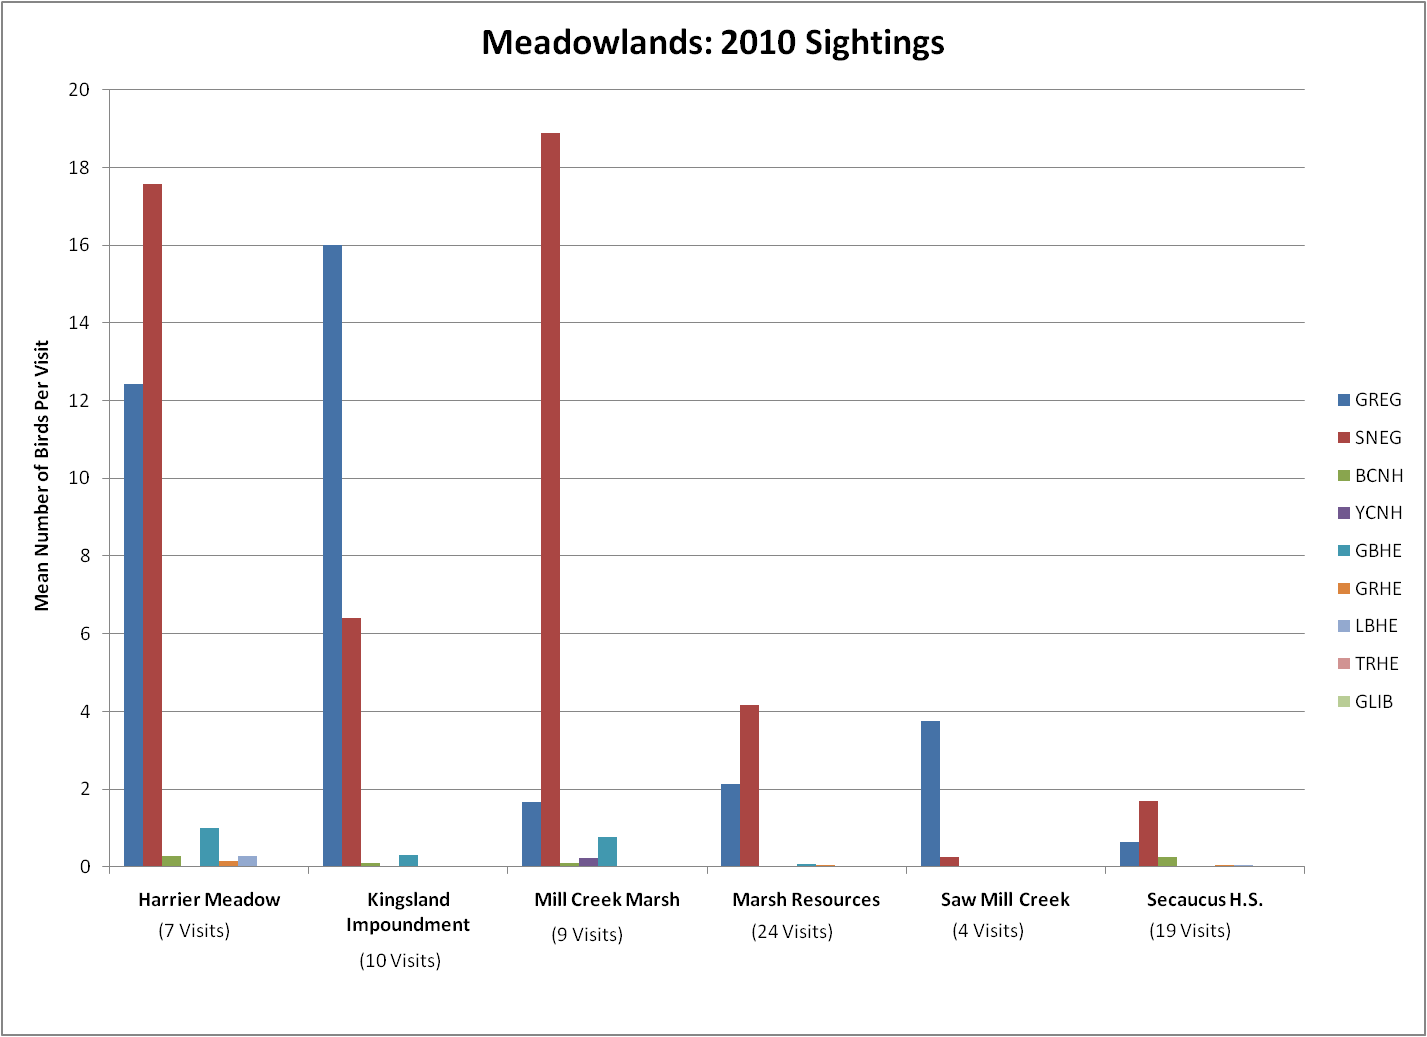 Meadowlands: 2010 Sightings
Mean Number of Birds Per Visit
20
18
16
14
12
10
8
6
4
2
0
Harrier Meadow
(7 Visits)
Kingsland
Impoundment
(10 Visits)
Mill Creek Marsh
(9 Visits)
Marsh Resources
(24 Visits)
Saw Mill Creek
(4 Visits)
Secaucus H.S.
(19 Visits)
GREG
SNEG
BCNH
YCNH
GBHE
GRHE
LBHE
TRHE
GLIB